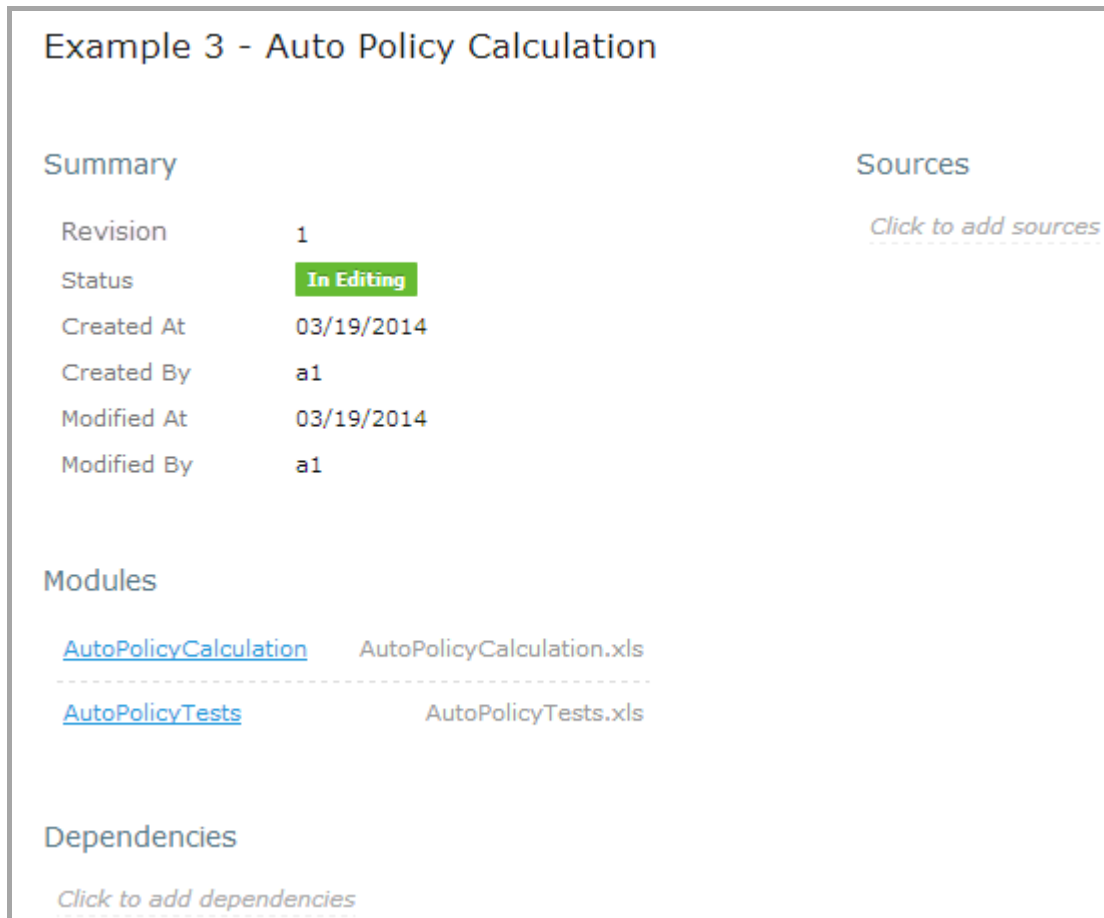 Example 3 - Auto Policy Calculation
Summary
Revision 1
Status In Editing
Created At 03/19/2014
Created By a1
Modified At 03/19/2014
Modified By a1
Sources
Click to add sources
Modules
AutoPolicyCalculation AutoPolicyCalculation.xls
AutoPolicyTests AutoPolicyTests.xls
Dependencies
Click to add dependencies